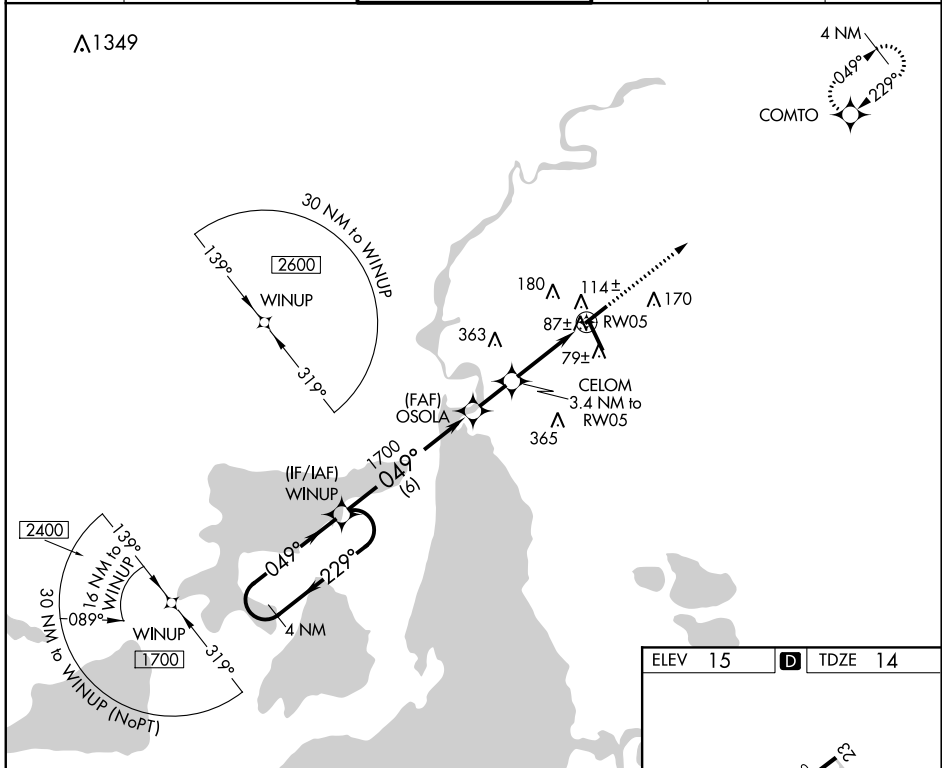 1349
4 NM
049°
229°
COMTO
30 NM to WINUP
139°
2600
WINUP
319°
180
114±
170
87±
RW05
363
79±
CELOM
3.4 NM to
RW05
(FAF)
OSOLA
365
1700
049°
(6)
(IF/IAF)
WINUP
2400
139°
16 NM to
WINUP
049°
229°
089°
4 NM
WINUP
1700
319°
30 NM to WINUP (NoPT)
ELEV 15 D TDZE 14
23